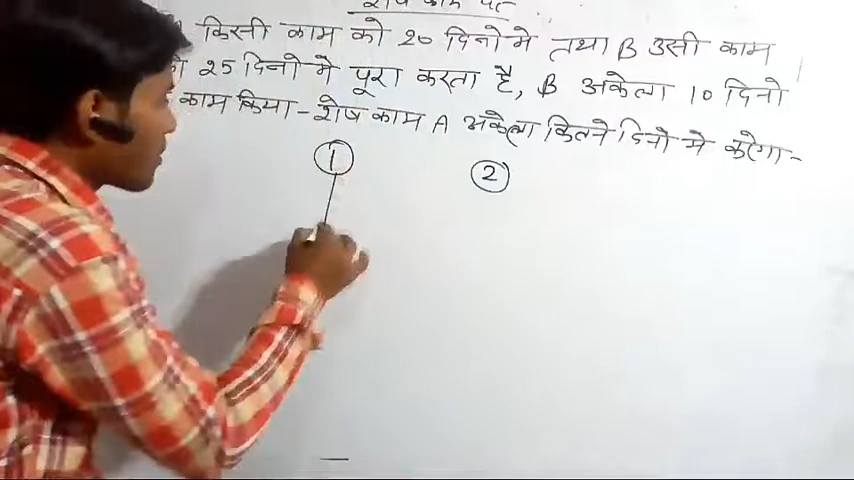 शेष काम पर
किसी काम को 20 दिनो मे तथा B उसी काम
को 25 दिनो मे पूरा करता है, B अकेला 10 दिनो
काम किया - शेष काम A अकेला कितने दिनो मे करेगा -
1
2